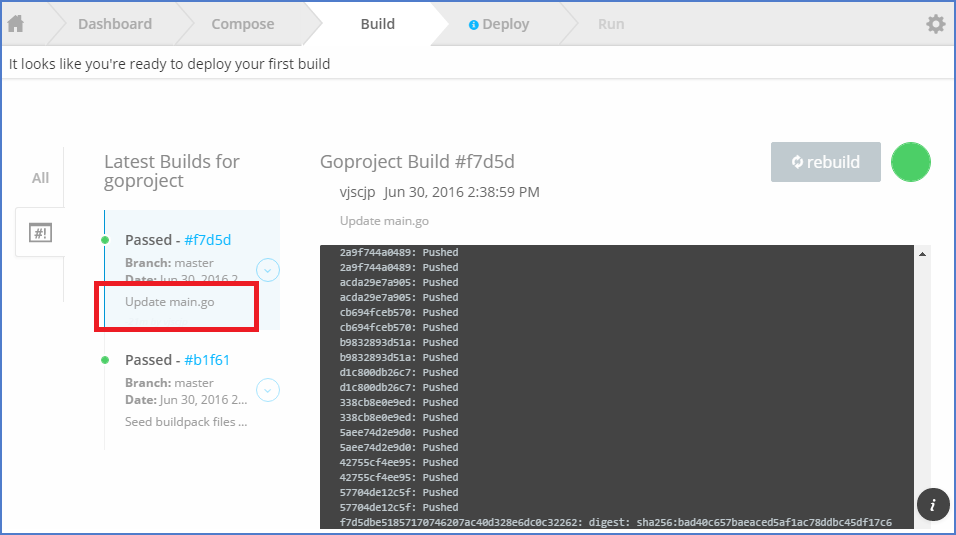 Dashboard
Compose
Build
Deploy
Run
It looks like you're ready to deploy your first build
All
#!
Latest Builds for
goproject
Passed - #f7d5d
Branch: master
Date: Jun 30, 2016 2...
Update main.go
Passed - #b1f61
Branch: master
Date: Jun 30, 2016 2...
Seed buildpack files ...
Goproject Build #f7d5d
rebuild
vjscjp Jun 30, 2016 2:38:59 PM
Update main.go
2a9f744a0489: Pushed
2a9f744a0489: Pushed
acda29e7a905: Pushed
acda29e7a905: Pushed
cb694fceb570: Pushed
cb694fceb570: Pushed
b9832893d51a: Pushed
b9832893d51a: Pushed
d1c800db26c7: Pushed
d1c800db26c7: Pushed
338cb8e0e9ed: Pushed
338cb8e0e9ed: Pushed
5aee74d2e9d0: Pushed
5aee74d2e9d0: Pushed
42755cf4ee95: Pushed
42755cf4ee95: Pushed
57704de12c5f: Pushed
57704de12c5f: Pushed
f7d5dbe51857170746207ac40d328e6dc0c32262: digest: sha256:bad40c657baeaced5af1ac78ddbc45df17c6
i